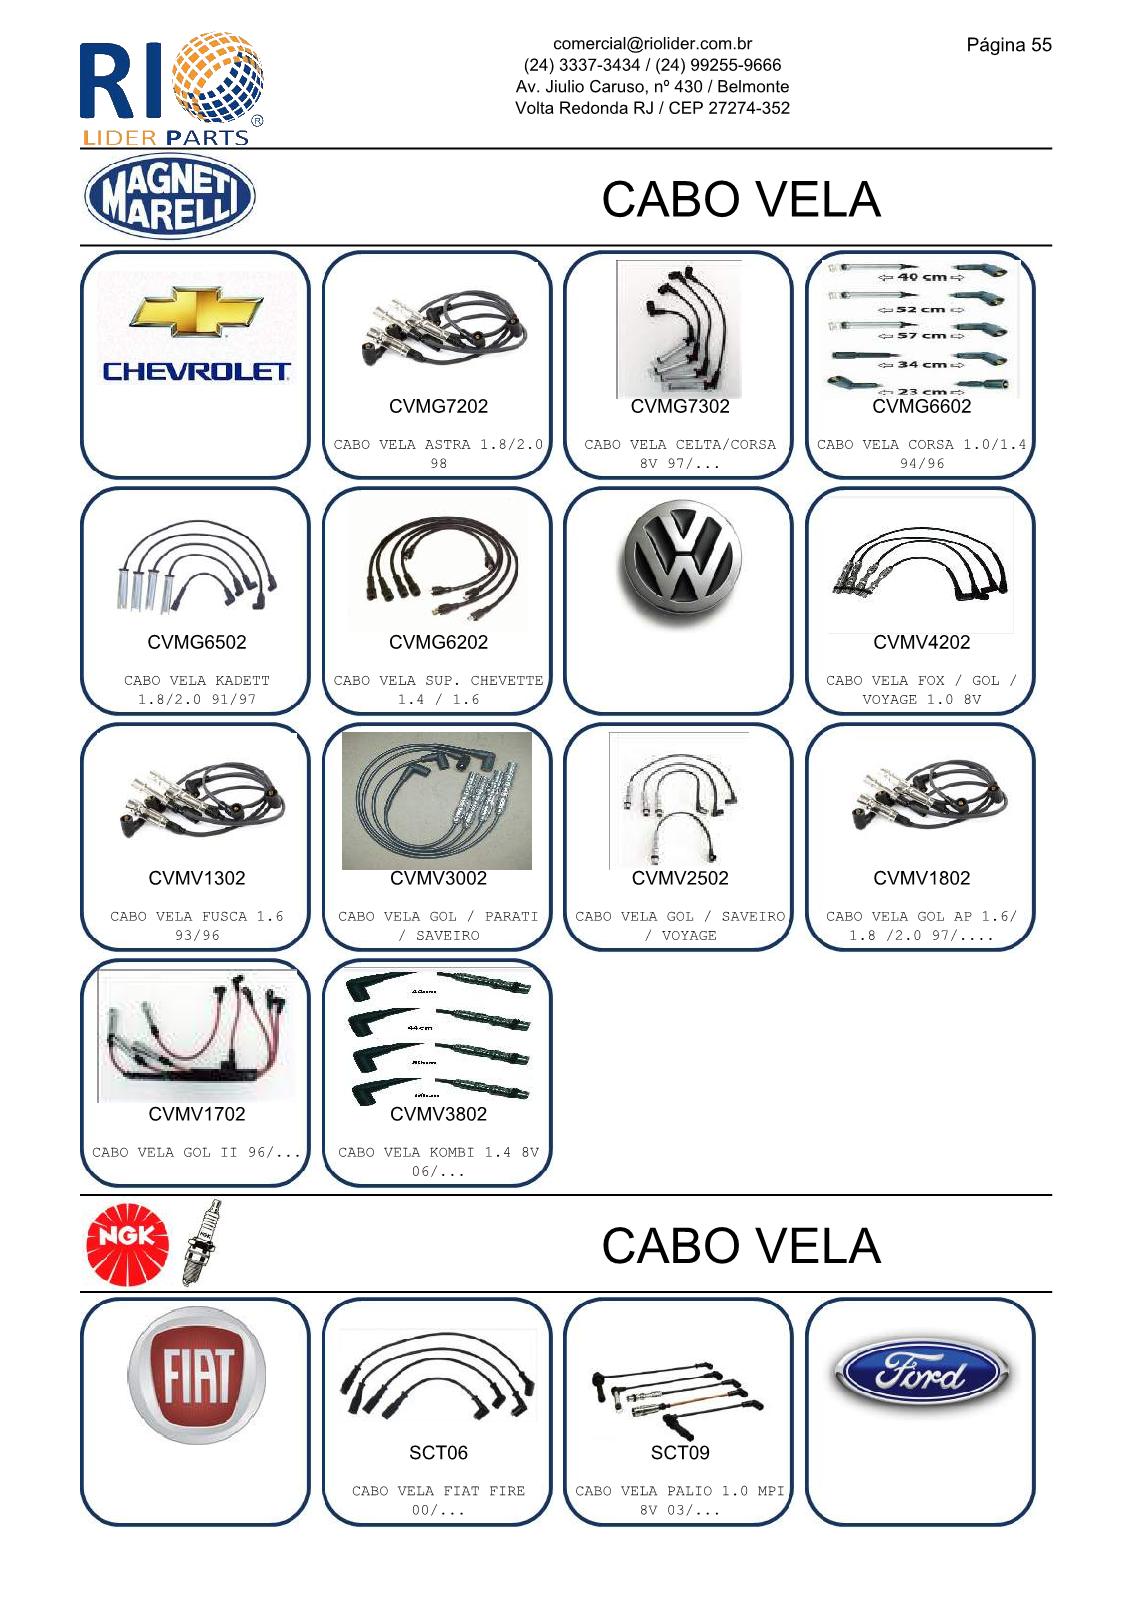 RIO
LIDER PARTS
®
comercial@riolider.com.br
(24) 3337-3434 / (24) 99255-9666
Av. Jiulio Caruso, nº 430 / Belmonte
Volta Redonda RJ / CEP 27274-352
Página 55
MAGNETI
MARELLI
CABO VELA
CHEVROLET
CVMG7202
CABO VELA ASTRA 1.8/2.0
98
CVMG7302
CABO VELA CELTA/CORSA
8V 97/...
40 cm
52 cm
57 cm
34 cm
23 cm
CVMG6602
CABO VELA CORSA 1.0/1.4
94/96
CVMG6502
CABO VELA KADETT
1.8/2.0 91/97
CVMG6202
CABO VELA SUP. CHEVETTE
1.4 / 1.6
CVMV4202
CABO VELA FOX / GOL /
VOYAGE 1.0 8V
CVMV1302
CABO VELA FUSCA 1.6
93/96
CVMV3002
CABO VELA GOL / PARATI
/ SAVEIRO
CVMV2502
CABO VELA GOL / SAVEIRO
/ VOYAGE
CVMV1802
CABO VELA GOL AP 1.6/
1.8 /2.0 97/....
CVMV1702
CABO VELA GOL II 96/...
44cm
CVMV3802
CABO VELA KOMBI 1.4 8V
06/...
NGK
NGK
CABO VELA
FIAT
SCT06
CABO VELA FIAT FIRE
00/...
SCT09
CABO VELA PALIO 1.0 MPI
8V 03/...
Ford